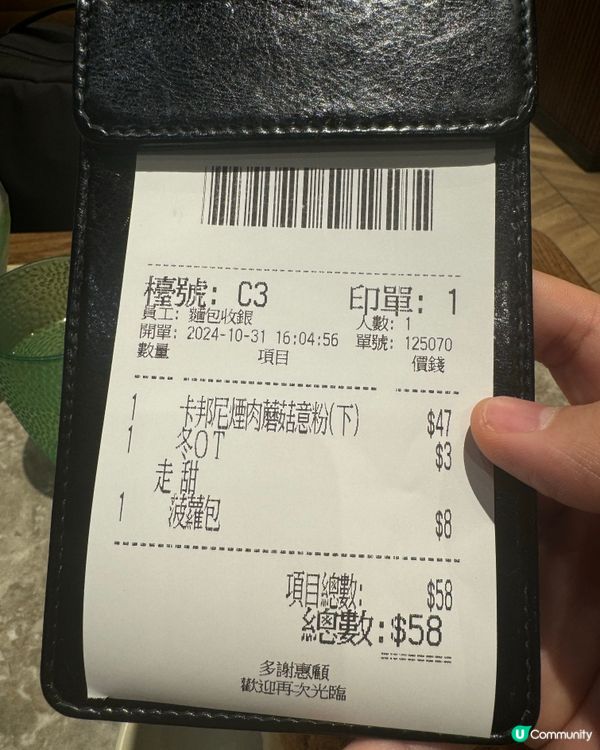 檯號: C3 印單: 1
員工: 麵包收銀 人數: 1
開單: 2024-10-31 16:04:56 單號: 125070
數量 項目 價錢
1 卡邦尼煙肉蘑菇意粉(下) $47
1 冬OT $3
走甜
1 菠蘿包 $8
項目總數: $58
總數:$58
多謝惠顧
歡迎再次光臨
U Community